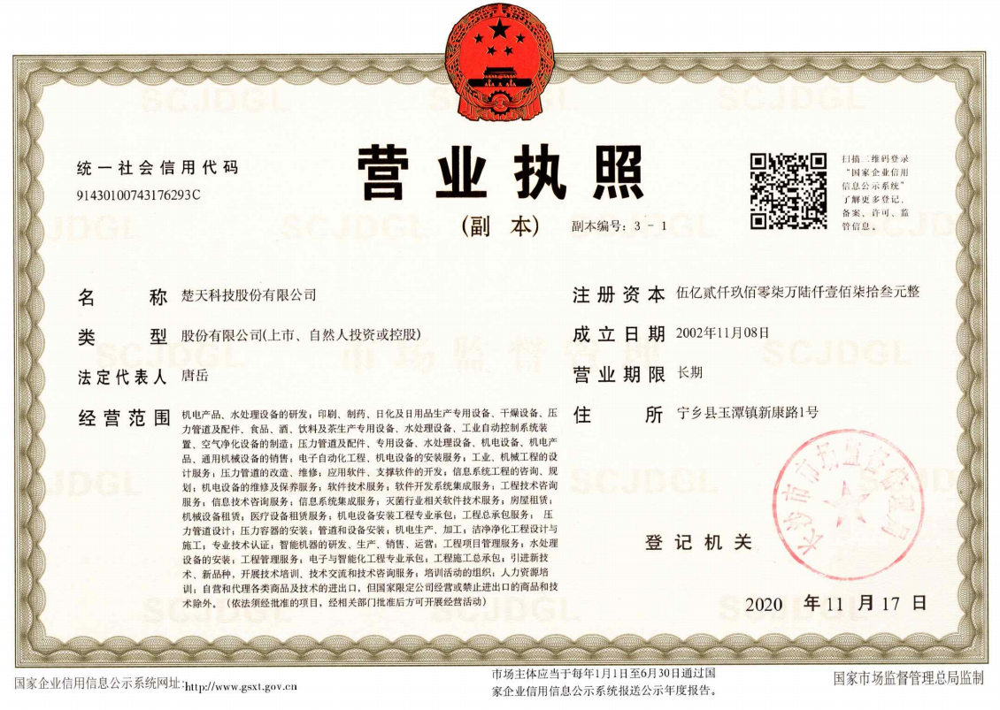 营业执照
(副 本)
副本编号：3 - 1
统一社会信用代码
91430100743176293C
扫描二维码登录
“国家企业信用
信息公示系统”
了解更多登记、
备案、许可、监
管信息。
名 称 楚天科技股份有限公司
类 型 股份有限公司(上市、自然人投资或控股)
法定代表人 唐岳
经营范围 机电产品、水处理设备的研发；印刷、制药、日化及日用品生产专用设备、干燥设备、压
力管道及配件、食品、酒、饮料及茶生产专用设备、水处理设备、工业自动控制系统装
置、空气净化设备的制造；压力管道及配件、专用设备、水处理设备、机电设备、机电产
品、通用机械设备的销售；电子自动化工程、机电设备的安装服务；工业、机械工程的设
计服务；压力管道的改造、维修；应用软件、支撑软件的开发；信息系统工程的咨询、规
划；机电设备的维修及保养服务；软件技术服务；软件开发系统集成服务；工程技术咨询
服务；信息技术咨询服务；信息系统集成服务；灭菌行业相关软件技术服务；房屋租赁；
机械设备租赁；医疗设备租赁服务；机电设备安装工程专业承包；工程总承包服务； 压
力管道设计；压力容器的安装；管道和设备安装；机电生产、加工；洁净净化工程设计与
施工；专业技术认证；智能机器的研发、生产、销售、运营；工程项目管理服务；水处理
设备的安装；工程管理服务；电子与智能化工程专业承包；工程施工总承包；引进新技
术、新品种，开展技术培训、技术交流和技术咨询服务；培训活动的组织；人力资源培
训；自营和代理各类商品及技术的进出口，但国家限定公司经营或禁止进出口的商品和技
术除外。（依法须经批准的项目，经相关部门批准后方可开展经营活动）
注册资本 伍亿贰仟玖佰零柒万陆仟壹佰柒拾叁元整
成立日期 2002年11月08日
营业期限 长期
住 所 宁乡县玉潭镇新康路1号
登记机关
2020 年 11 月 17 日
国家企业信用信息公示系统网址:http://www.gsxt.gov.cn
市场主体应当于每年1月1日至6月30日通过国
家企业信用信息公示系统报送公示年度报告。
国家市场监督管理总局监制